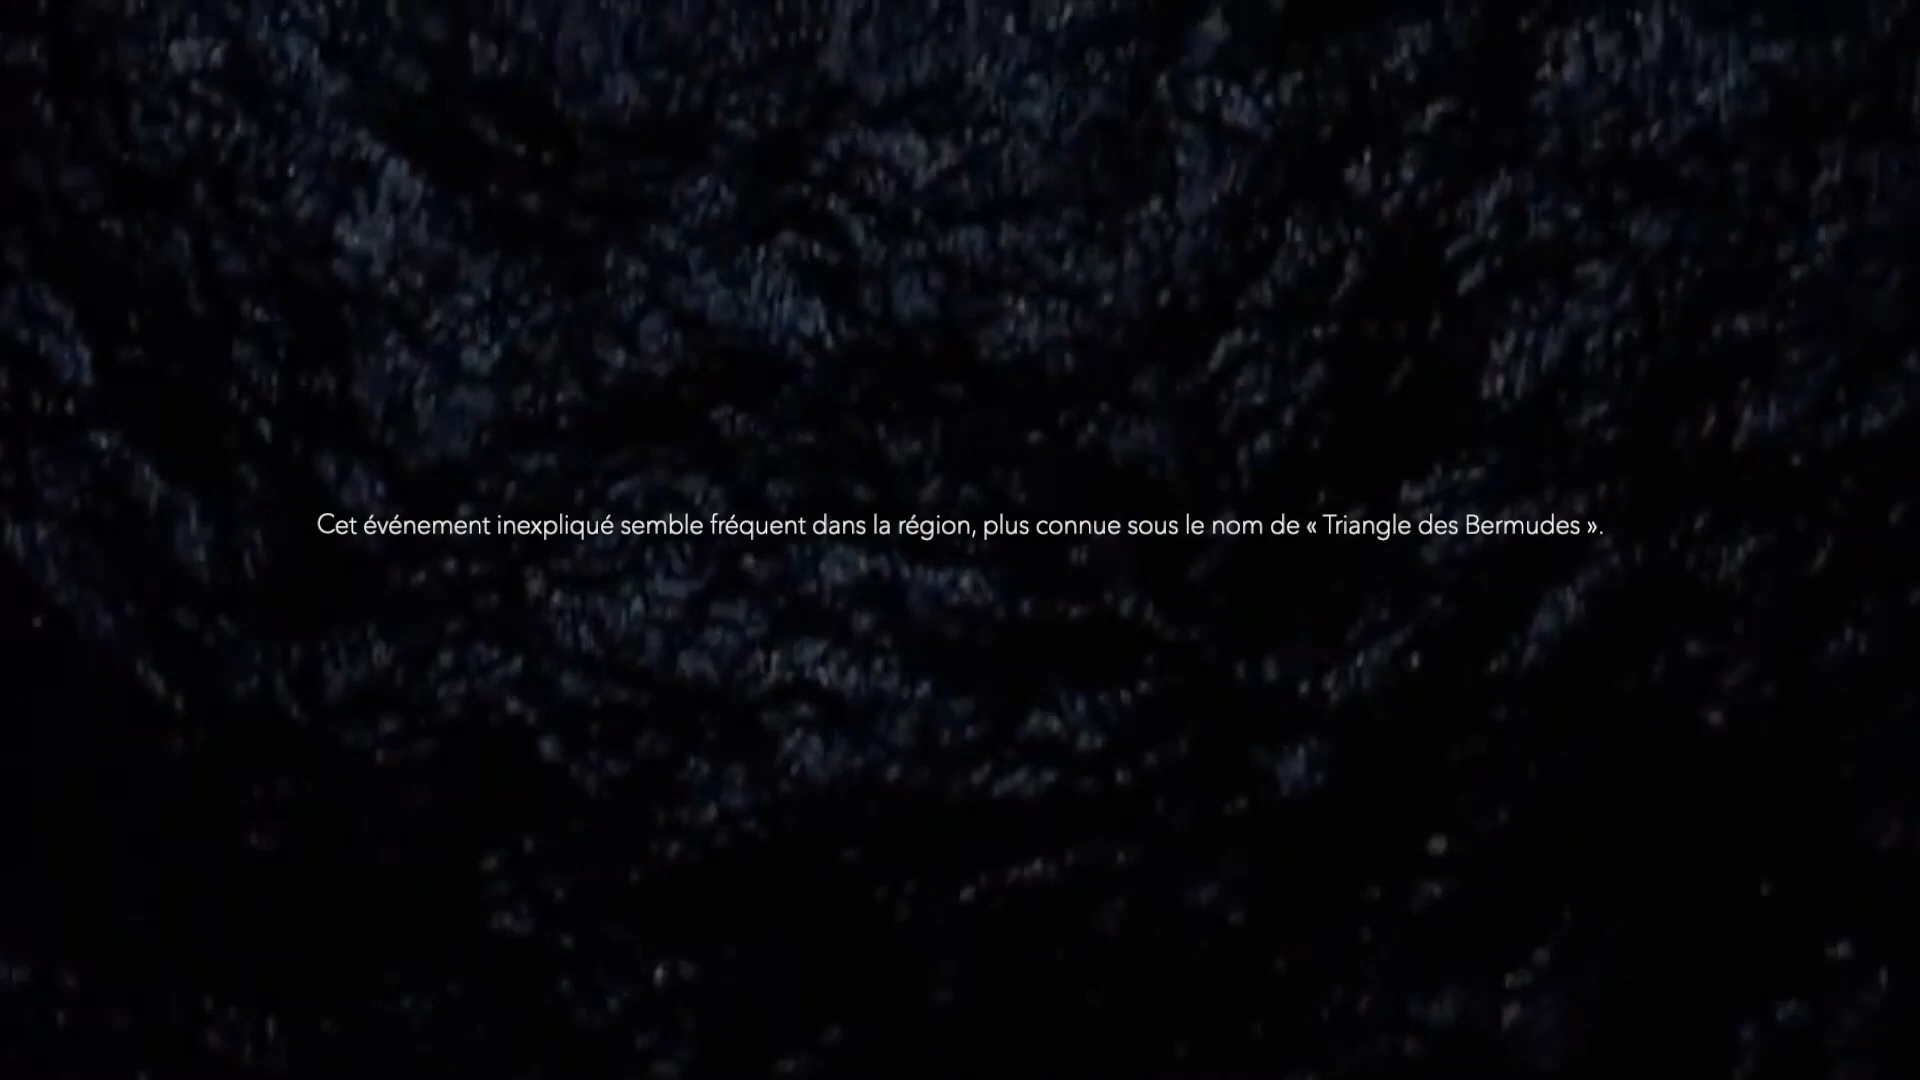 Cet événement inexpliqué semble fréquent dans la région, plus connue sous le nom de « Triangle des Bermudes ».